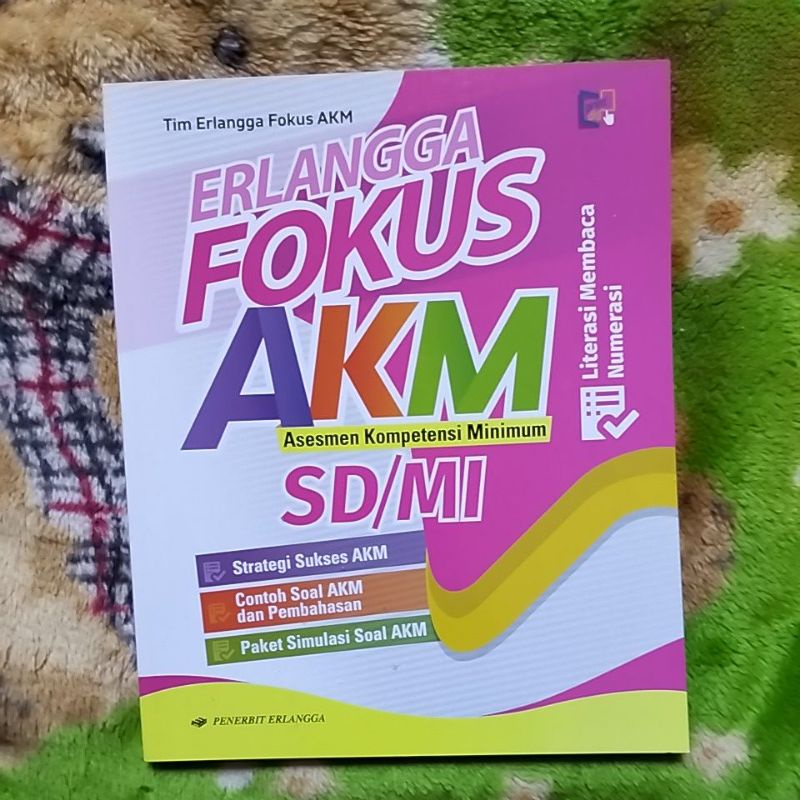 Tim Erlangga Fokus AKM
ERLANGGA
FOKUS
AKM
Asesmen Kompetensi Minimum
SD/MI
Literasi Membaca
Numerasi
Strategi Sukses AKM
Contoh Soal AKM
dan Pembahasan
Paket Simulasi Soal AKM
PENERBIT ERLANGGA